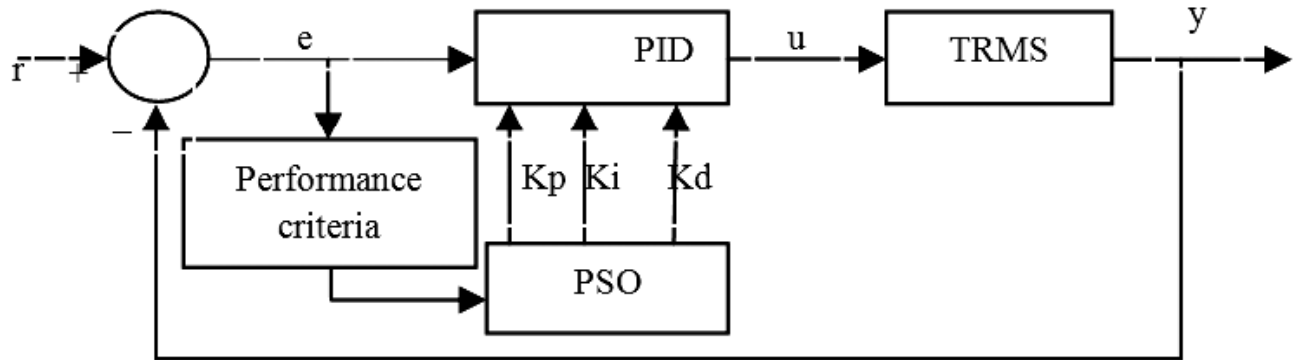 r
+
−
e
PID
u
TRMS
y
Performance
criteria
Kp
Ki
Kd
PSO